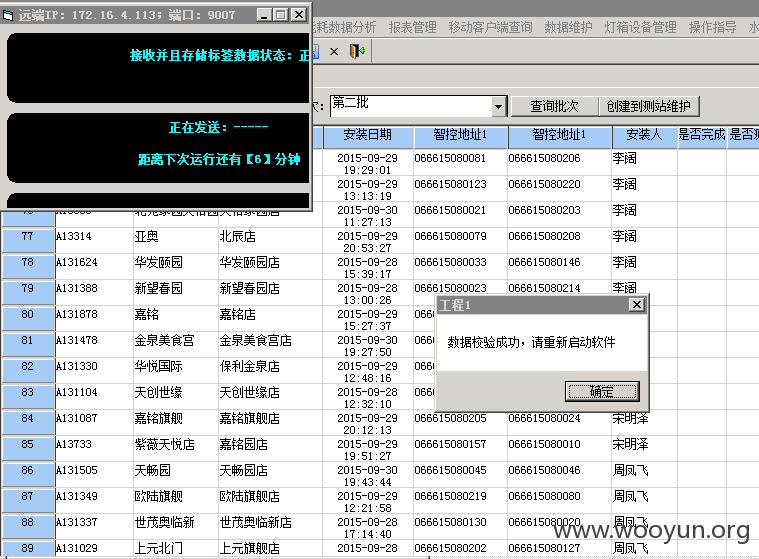 远端IP: 172.16.4.113; 端口: 9007
能耗数据分析 报表管理 移动客户端查询 数据维护 灯箱设备管理 操作指导
接收并且存储标签数据状态: 正
正在发送: -----
距离下次运行还有【6】分钟
次: 第二批 查询批次 创建到测站维护
安装日期 智控地址1 智控地址1 安装人 是否完成
2015-09-29 19:29:01 066615080081 066615080206 李阔
2015-09-29 13:13:19 066615080123 066615080220 李阔
2015-09-30 11:27:13 066615080021 066615080203 李阔
77 A13314 亚奥 北辰店 2015-09-29 20:53:27 066615080079 066615080208 李阔
78 A131624 华发颐园 华发颐园店 2015-09-28 15:39:17 066615080033 066615080146 李阔
79 A131388 新望春园 新望春园店 2015-09-28 13:00:26 066615080023 066615080214 李阔
80 A131878 嘉铭 嘉铭店 2015-09-29 15:27:37
81 A131478 金泉美食宫 金泉美食宫店 2015-09-30 19:27:50
82 A131330 华悦国际 保利金泉店 2015-09-29 12:48:16
83 A131104 天创世缘 天创世缘店 2015-09-28 12:32:10
工程1
数据校验成功，请重新启动软件
确定
84 A131087 嘉铭旗舰 嘉铭旗舰店 2015-09-29 20:12:13 066615080205 066615080024 宋明泽
85 A13733 紫薇天悦店 嘉铭园店 2015-09-29 19:51:27 066615080157 066615080010 宋明泽
86 A131505 天畅园 天畅园店 2015-09-30 19:43:44 066615080045 066615080046 周凤飞
87 A131349 欧陆旗舰 欧陆旗舰店 2015-09-29 12:21:58 066615080219 066615080080 周凤飞
88 A131337 世茂奥临新 世茂奥临新店 2015-09-28 17:14:40 066615080130 066615080020 周凤飞
89 A131029 上元北门 上元旗舰店 2015-09-28 066615080202 066615080127 周凤飞
www.wooyun.org